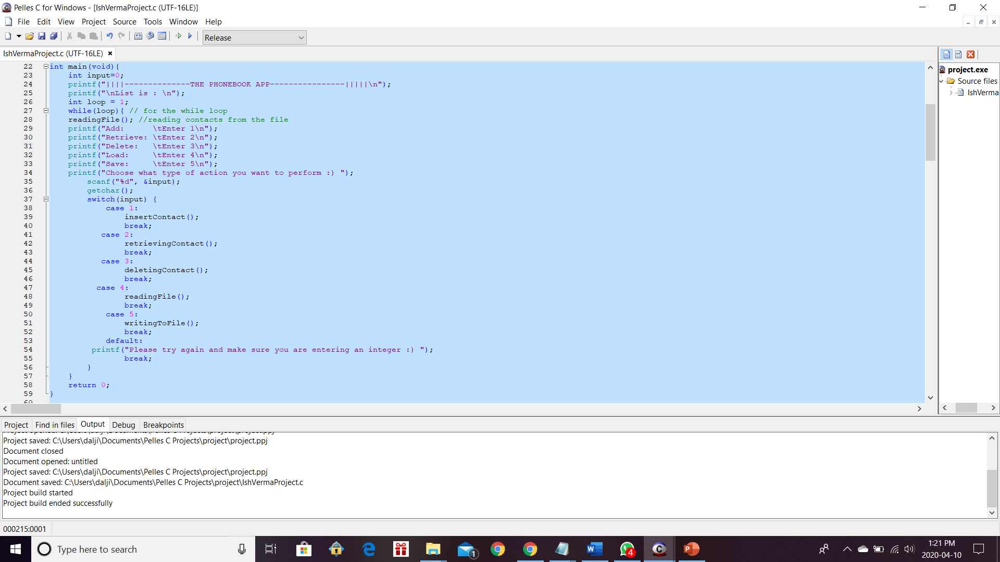 Pelles C for Windows - [IshVermaProject.c (UTF-16LE)]
File Edit View Project Source Tools Window Help
Release
IshVermaProject.c (UTF-16LE)
22 int main(void){
23 int input=0;
24 printf("||||--------------THE PHONEBOOK APP----------------|||||\n");
25 printf("\nList is : \n");
26 int loop = 1;
27 while(loop){ // for the while loop
28 readingFile(); //reading contacts from the file
29 printf("Add:      \tEnter 1\n");
30 printf("Retrieve: \tEnter 2\n");
31 printf("Delete:   \tEnter 3\n");
32 printf("Load:     \tEnter 4\n");
33 printf("Save:     \tEnter 5\n");
34 printf("Choose what type of action you want to perform :) ");
35 scanf("%d", &input);
36 getchar();
37 switch(input) {
38 case 1:
39 insertContact();
40 break;
41 case 2:
42 retrievingContact();
43 break;
44 case 3:
45 deletingContact();
46 break;
47 case 4:
48 readingFile();
49 break;
50 case 5:
51 writingToFile();
52 break;
53 default:
54 printf("Please try again and make sure you are entering an integer :) ");
55 break;
56 }
57 }
58 return 0;
59 }
60
project.exe
Source files
IshVerma
Project Find in files Output Debug Breakpoints
Project opened: C:\Users\dalji\Documents\Pelles C Projects\project\project.ppj
Project saved: C:\Users\dalji\Documents\Pelles C Projects\project\project.ppj
Document closed
Document opened: untitled
Project saved: C:\Users\dalji\Documents\Pelles C Projects\project\project.ppj
Document saved: C:\Users\dalji\Documents\Pelles C Projects\project\IshVermaProject.c
Project build started
Project build ended successfully
000215:0001
Type here to search
1
4
1:21 PM
2020-04-10